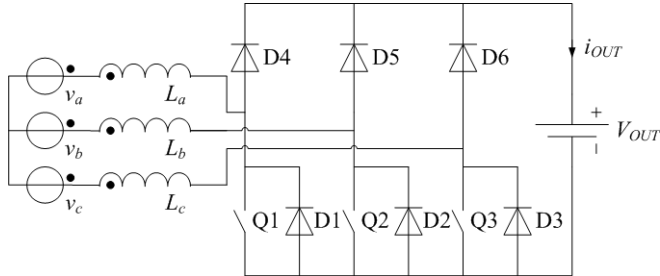 D4
D5
D6
i_OUT
v_a
L_a
v_b
L_b
v_c
L_c
+
V_OUT
Q1
D1
Q2
D2
Q3
D3